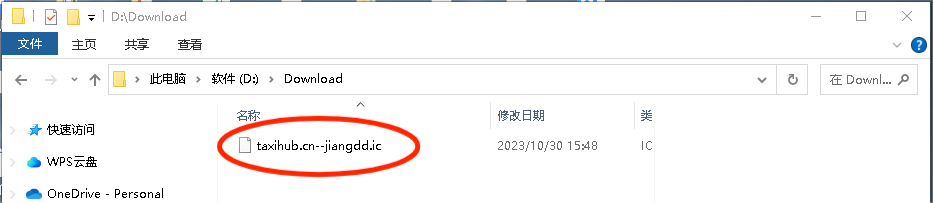 D:\Download
文件 主页 共享 查看
此电脑 软件 (D:) Download 在 Downl...
名称 修改日期 类
快速访问 taxihub.cn--jiangdd.ic 2023/10/30 15:48 IC
WPS云盘
OneDrive - Personal